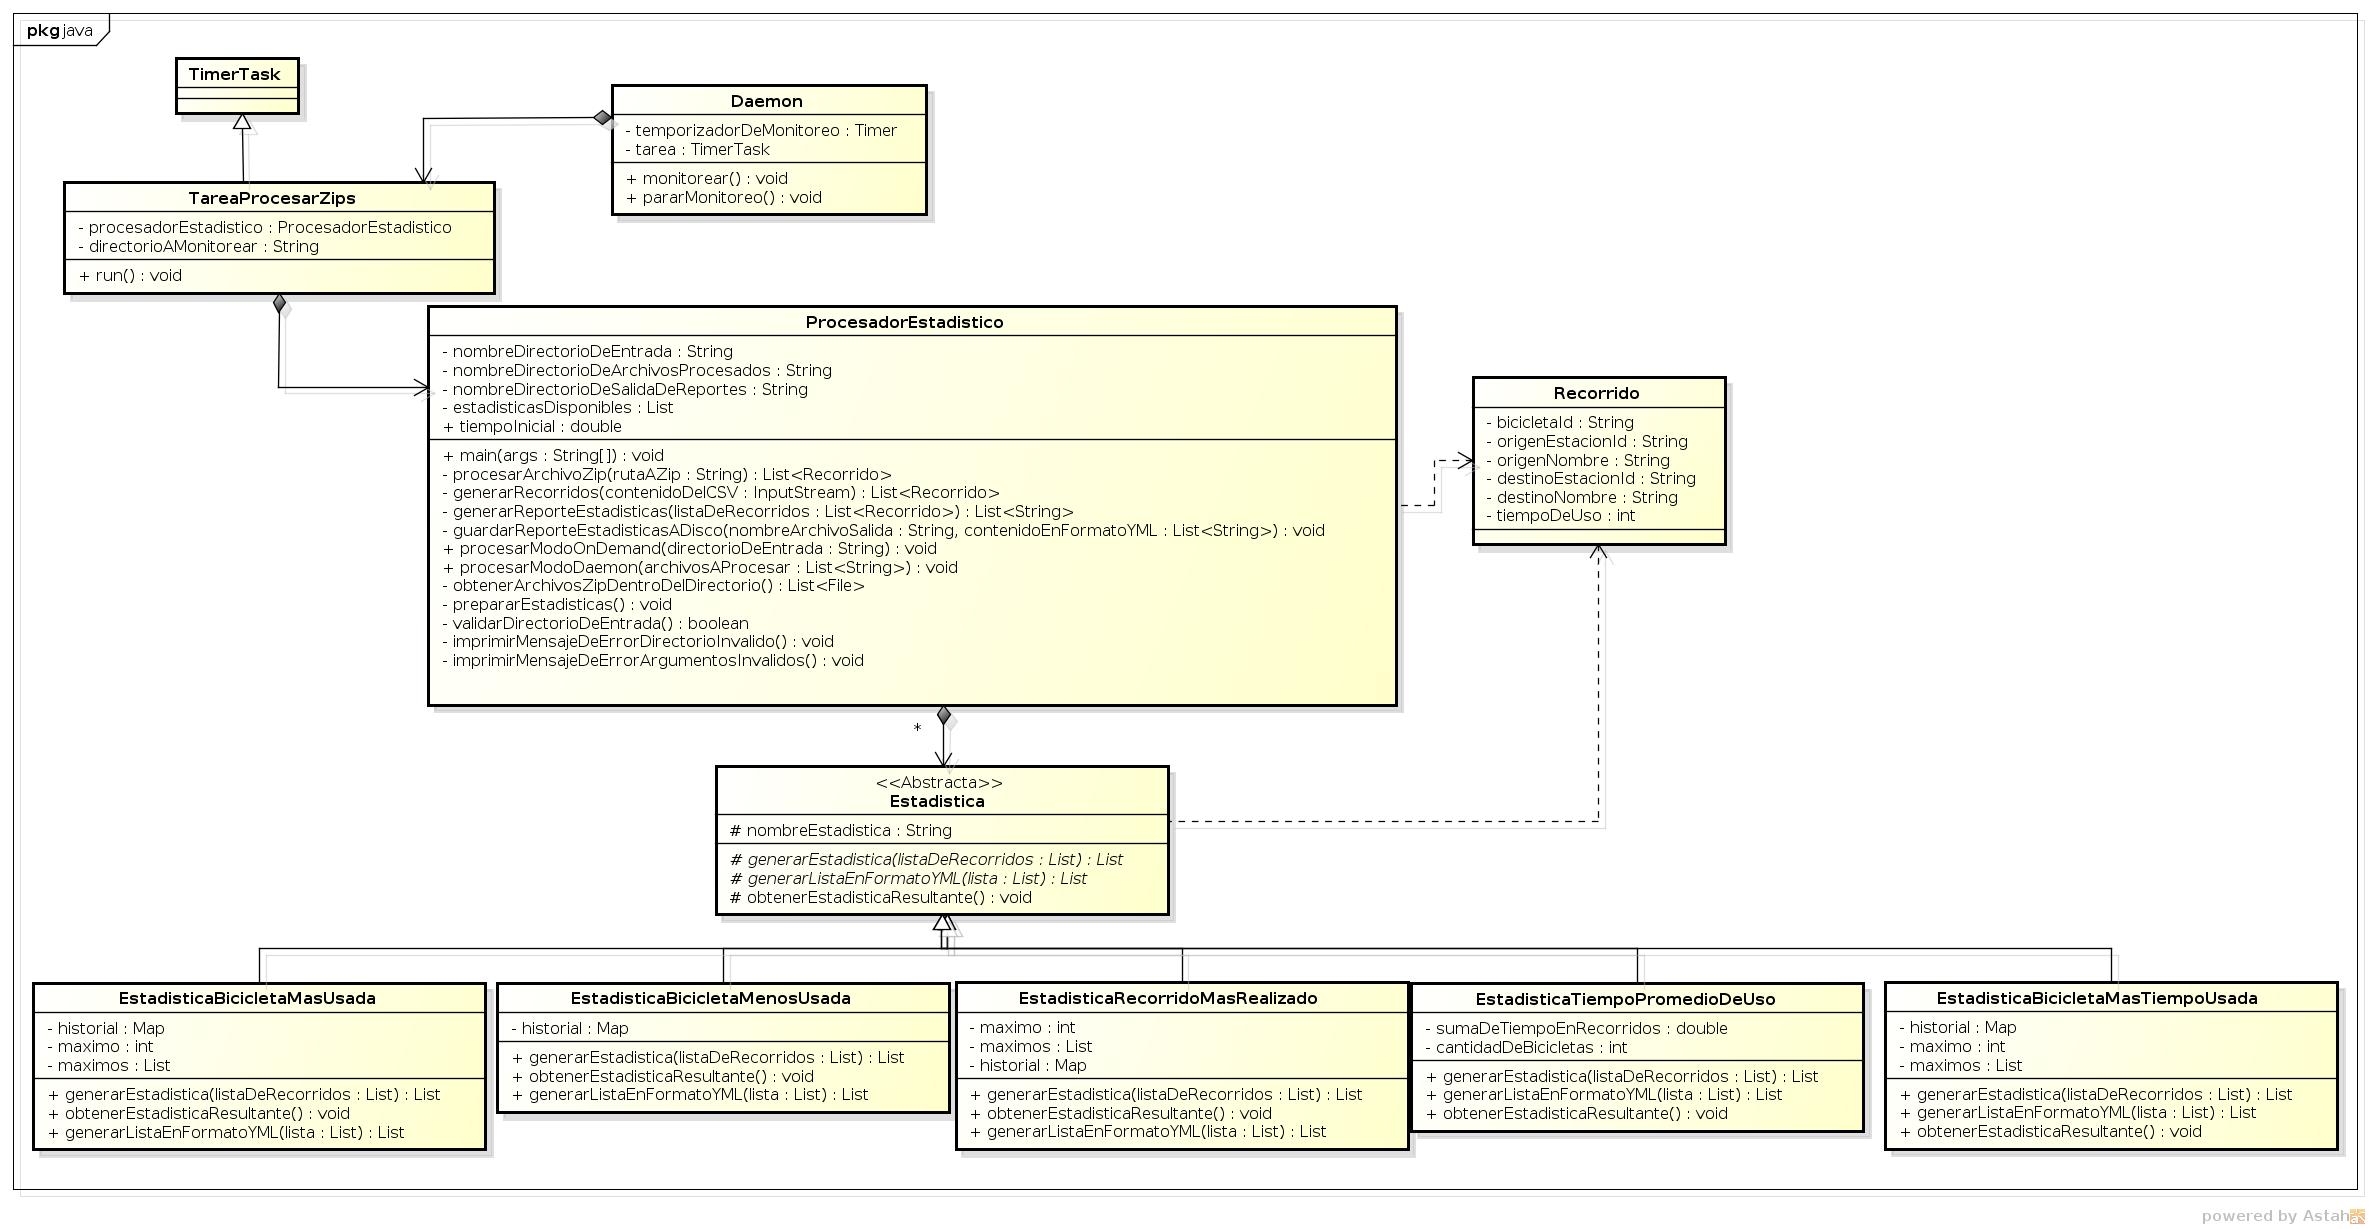 pkg java
TimerTask
Daemon
- temporizadorDeMonitoreo : Timer
- tarea : TimerTask
+ monitorear() : void
+ pararMonitoreo() : void
TareaProcesarZips
- procesadorEstadistico : ProcesadorEstadistico
- directorioAMonitorear : String
+ run() : void
ProcesadorEstadistico
- nombreDirectorioDeEntrada : String
- nombreDirectorioDeArchivosProcesados : String
- nombreDirectorioDeSalidaDeReportes : String
- estadisticasDisponibles : List
+ tiempoInicial : double
+ main(args : String[]) : void
- procesarArchivoZip(rutaAZip : String) : List<Recorrido>
- generarRecorridos(contenidoDelCSV : InputStream) : List<Recorrido>
- generarReporteEstadisticas(listaDeRecorridos : List<Recorrido>) : List<String>
- guardarReporteEstadisticasADisco(nombreArchivoSalida : String, contenidoEnFormatoYML : List<String>) : void
+ procesarModoOnDemand(directorioDeEntrada : String) : void
+ procesarModoDaemon(archivosAProcesar : List<String>) : void
- obtenerArchivosZipDentroDelDirectorio() : List<File>
- prepararEstadisticas() : void
- validarDirectorioDeEntrada() : boolean
- imprimirMensajeDeErrorDirectorioInvalido() : void
- imprimirMensajeDeErrorArgumentosInvalidos() : void
Recorrido
- bicicletaId : String
- origenEstacionId : String
- origenNombre : String
- destinoEstacionId : String
- destinoNombre : String
- tiempoDeUso : int
*
<<Abstracta>>
Estadistica
# nombreEstadistica : String
# generarEstadistica(listaDeRecorridos : List) : List
# generarListaEnFormatoYML(lista : List) : List
# obtenerEstadisticaResultante() : void
EstadisticaBicicletaMasUsada
- historial : Map
- maximo : int
- maximos : List
+ generarEstadistica(listaDeRecorridos : List) : List
+ obtenerEstadisticaResultante() : void
+ generarListaEnFormatoYML(lista : List) : List
EstadisticaBicicletaMenosUsada
- historial : Map
+ generarEstadistica(listaDeRecorridos : List) : List
+ obtenerEstadisticaResultante() : void
+ generarListaEnFormatoYML(lista : List) : List
EstadisticaRecorridoMasRealizado
- maximo : int
- maximos : List
- historial : Map
+ generarEstadistica(listaDeRecorridos : List) : List
+ obtenerEstadisticaResultante() : void
+ generarListaEnFormatoYML(lista : List) : List
EstadisticaTiempoPromedioDeUso
- sumaDeTiempoEnRecorridos : double
- cantidadDeBicicletas : int
+ generarEstadistica(listaDeRecorridos : List) : List
+ generarListaEnFormatoYML(lista : List) : List
+ obtenerEstadisticaResultante() : void
EstadisticaBicicletaMasTiempoUsada
- historial : Map
- maximo : int
- maximos : List
+ generarEstadistica(listaDeRecorridos : List) : List
+ generarListaEnFormatoYML(lista : List) : List
+ obtenerEstadisticaResultante() : void
powered by Astah